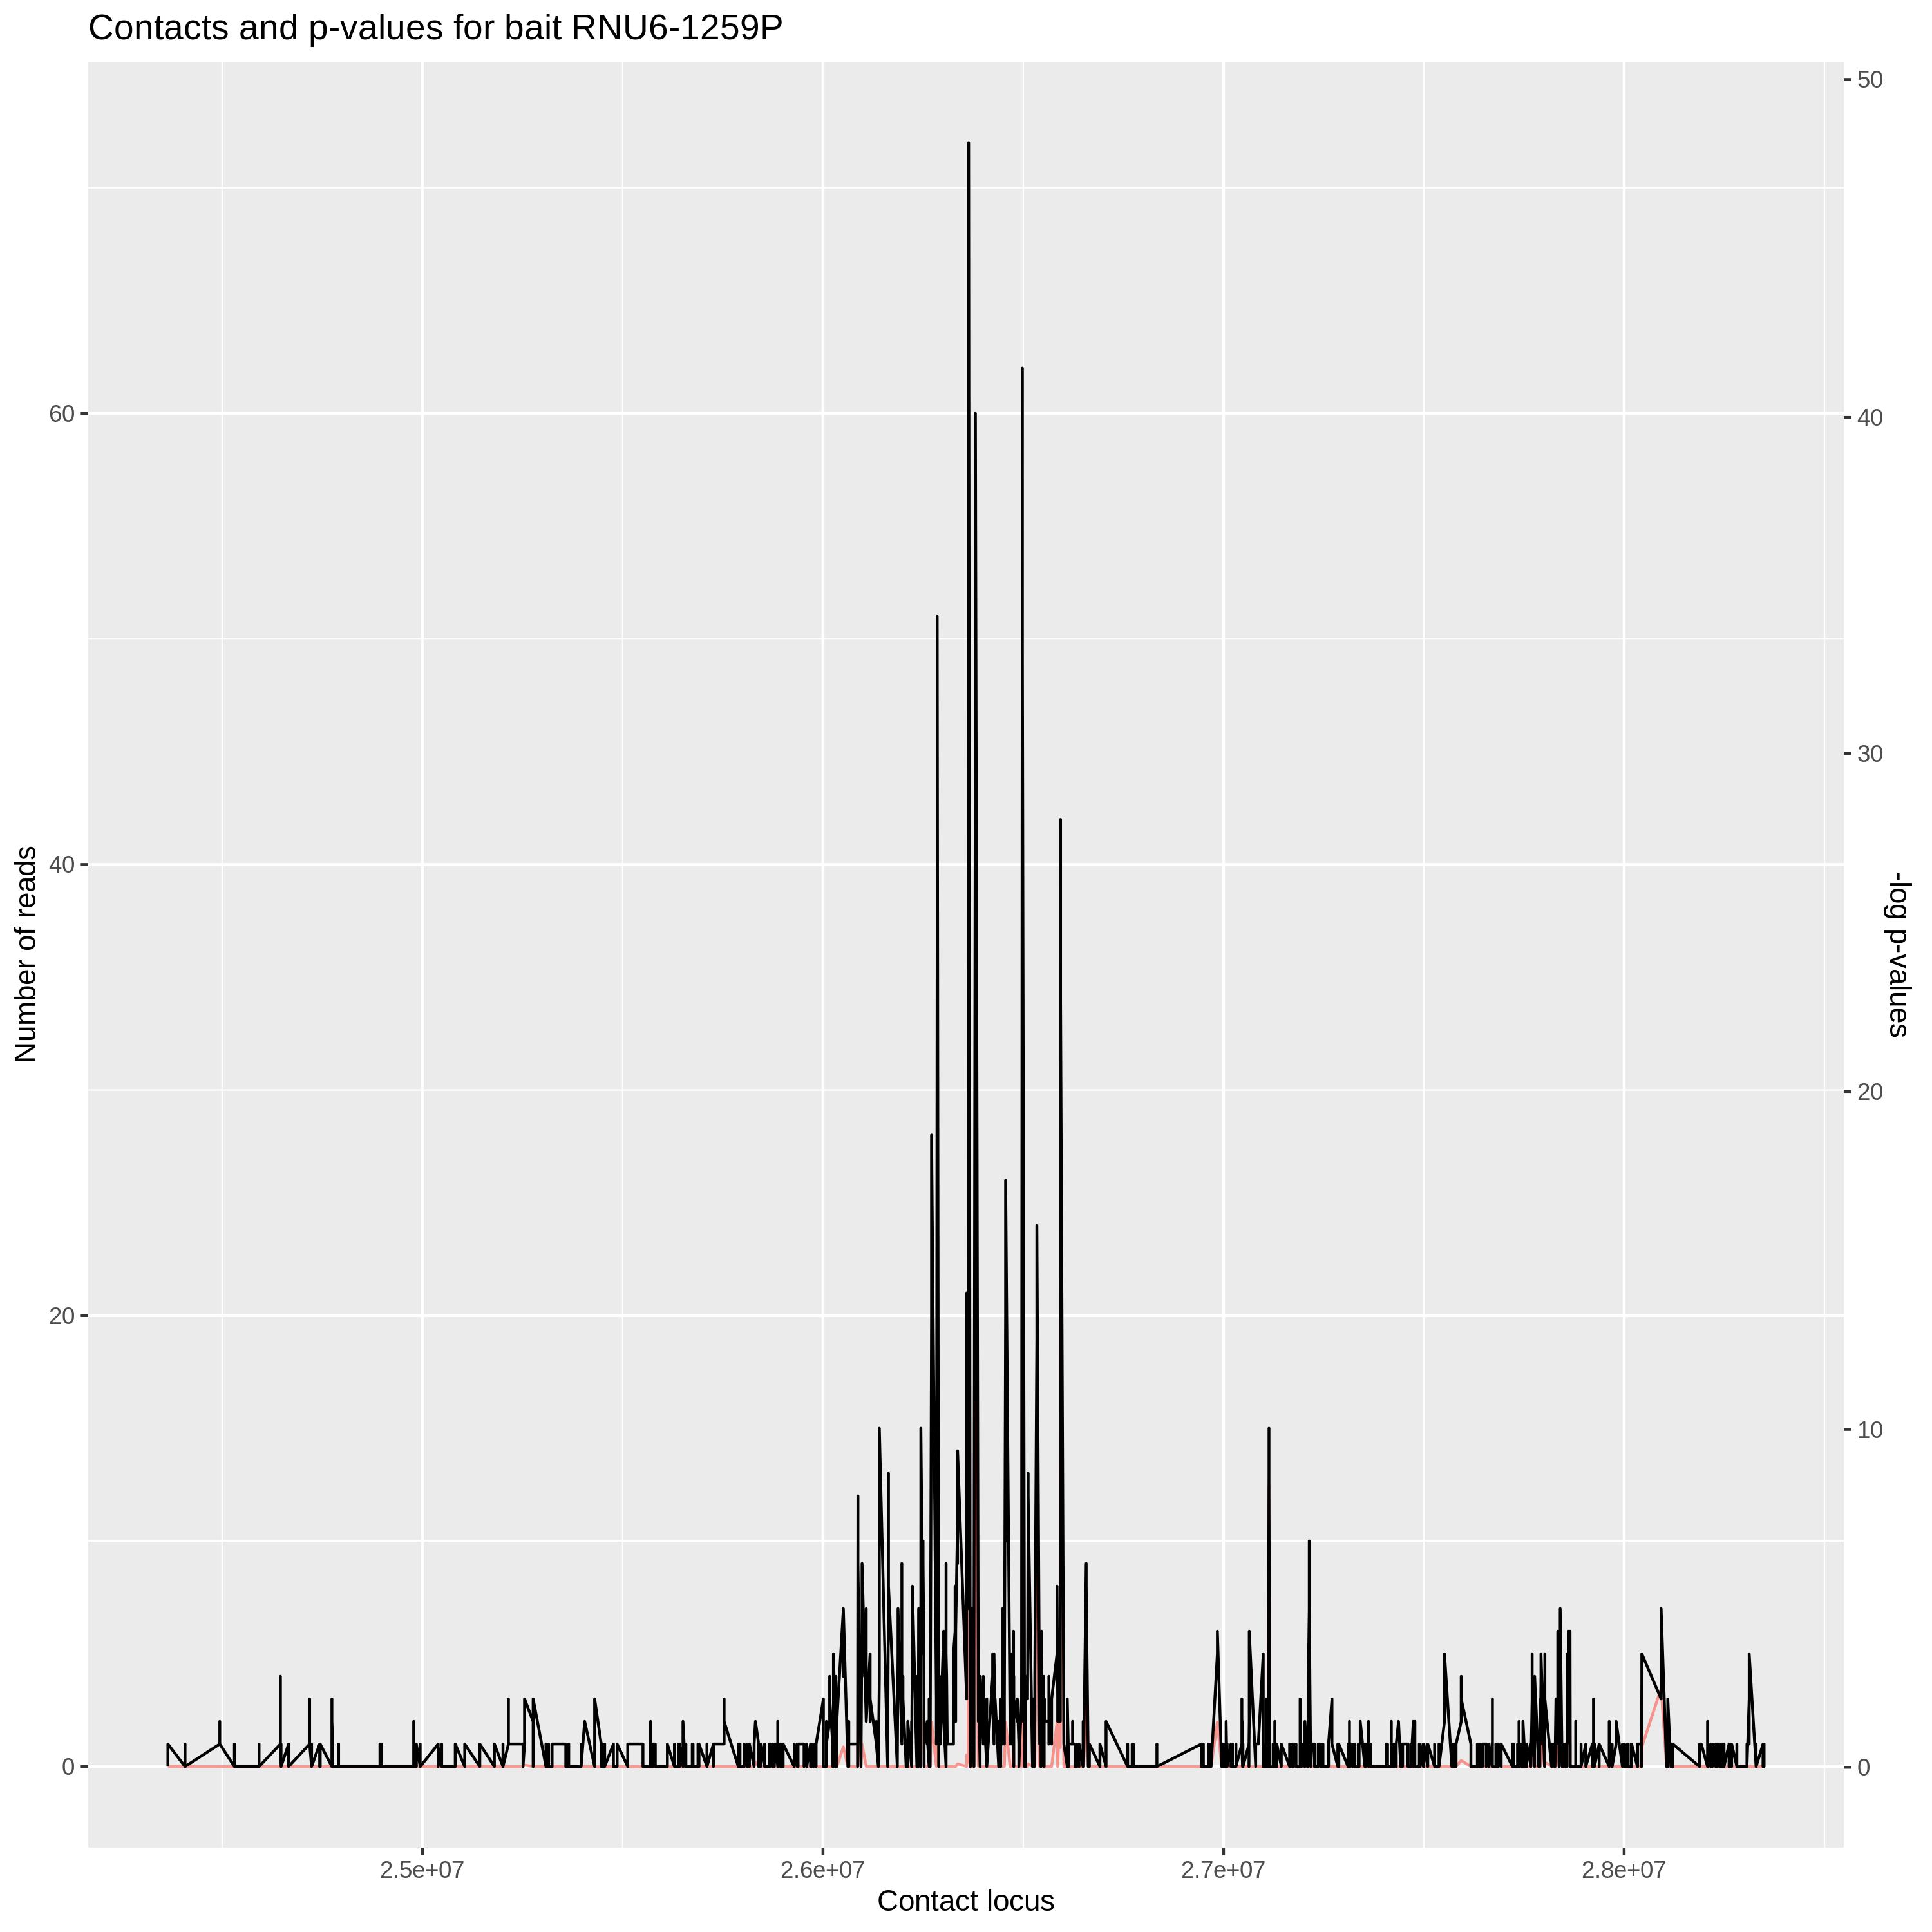 Contacts and p-values for bait RNU6-1259P
Number of reads
60
40
20
0
50
40
30
20
10
0
-log p-values
2.5e+07
2.6e+07
2.7e+07
2.8e+07
Contact locus